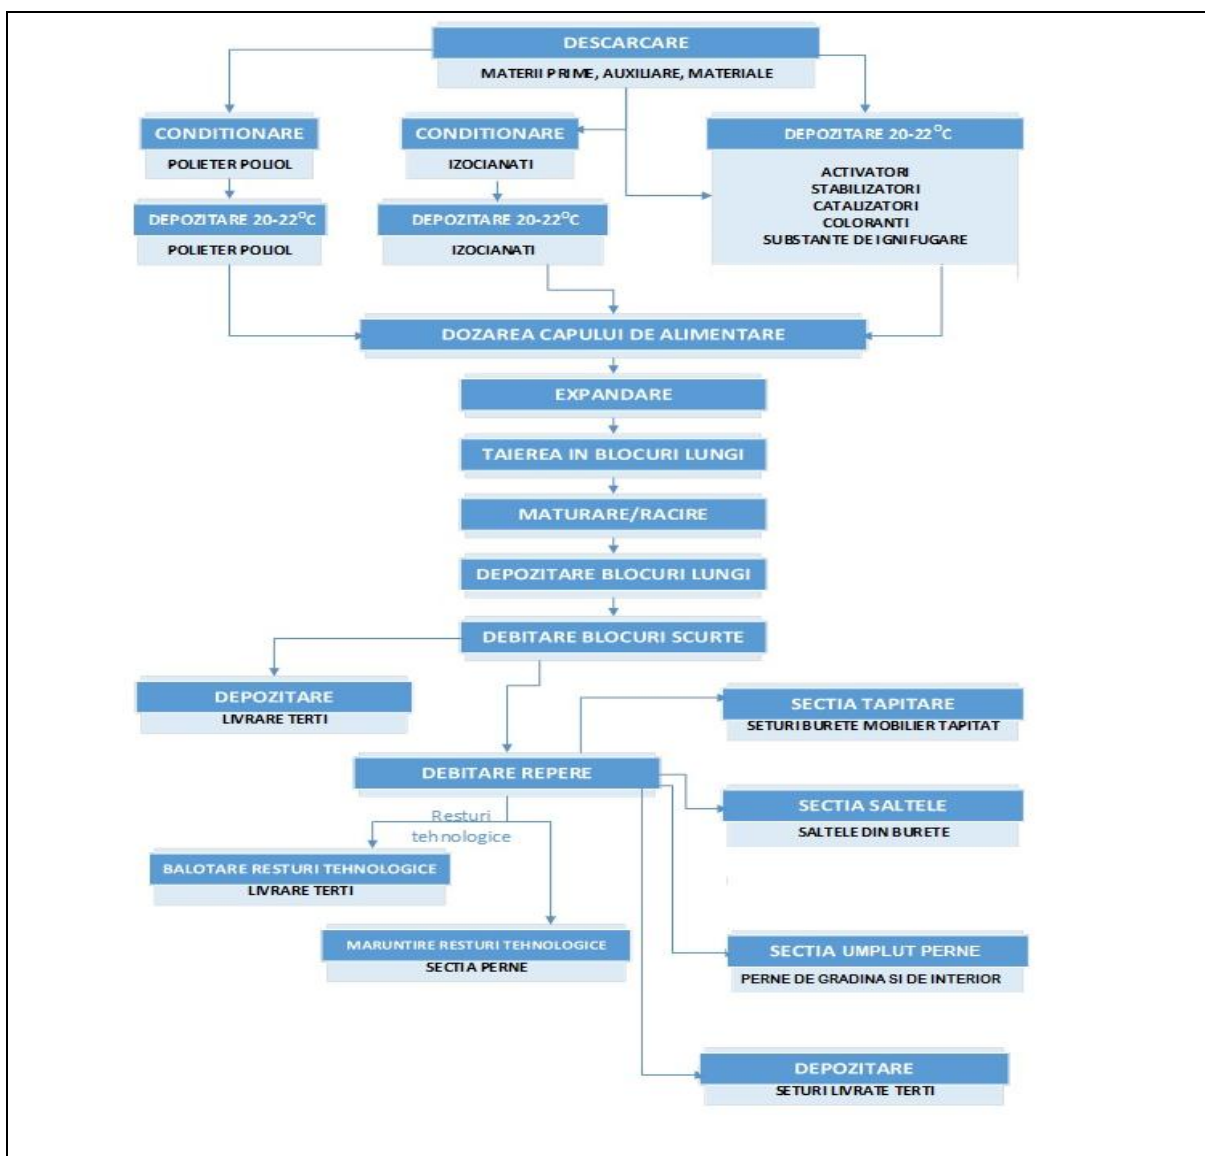 DESCARCARE
MATERII PRIME, AUXILIARE, MATERIALE
CONDITIONARE
POLIETER POLIOL
CONDITIONARE
IZOCIANATI
DEPOZITARE 20-22°C
ACTIVATORI
STABILIZATORI
CATALIZATORI
COLORANTI
SUBSTANTE DE IGNIFUGARE
DEPOZITARE 20-22°C
POLIETER POLIOL
DEPOZITARE 20-22°C
IZOCIANATI
DOZAREA CAPULUI DE ALIMENTARE
EXPANDARE
TAIEREA IN BLOCURI LUNGI
MATURARE/RACIRE
DEPOZITARE BLOCURI LUNGI
DEBITARE BLOCURI SCURTE
DEPOZITARE
LIVRARE TERTI
SECTIA TAPITARE
SETURI BURETE MOBILIER TAPITAT
DEBITARE REPERE
SECTIA SALTELE
SALTELE DIN BURETE
Resturi
tehnologice
BALOTARE RESTURI TEHNOLOGICE
LIVRARE TERTI
MARUNTIRE RESTURI TEHNOLOGICE
SECTIA PERNE
SECTIA UMPLUT PERNE
PERNE DE GRADINA SI DE INTERIOR
DEPOZITARE
SETURI LIVRATE TERTI